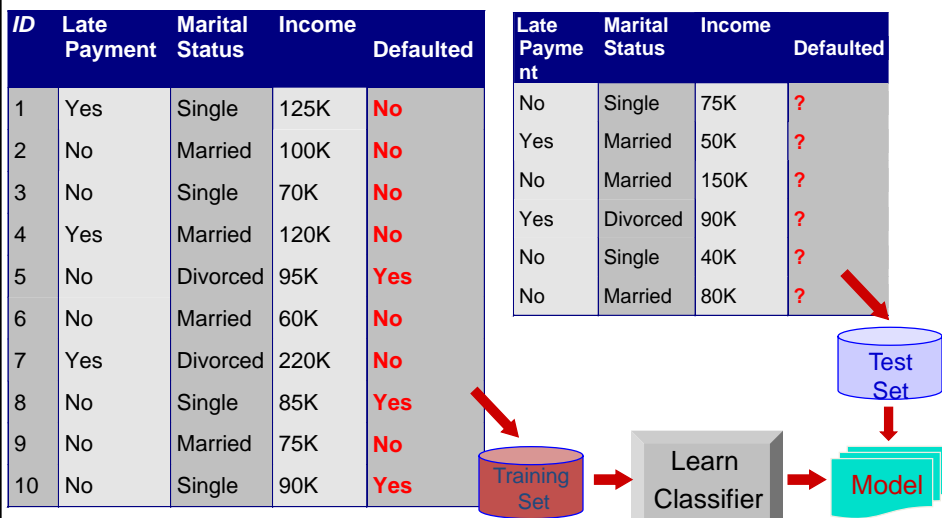 ID Late Payment Marital Status Income Defaulted
1 Yes Single 125K No
2 No Married 100K No
3 No Single 70K No
4 Yes Married 120K No
5 No Divorced 95K Yes
6 No Married 60K No
7 Yes Divorced 220K No
8 No Single 85K Yes
9 No Married 75K No
10 No Single 90K Yes
Late Payme nt Marital Status Income Defaulted
No Single 75K ?
Yes Married 50K ?
No Married 150K ?
Yes Divorced 90K ?
No Single 40K ?
No Married 80K ?
Test
Set
Training
Set
Learn
Classifier
Model